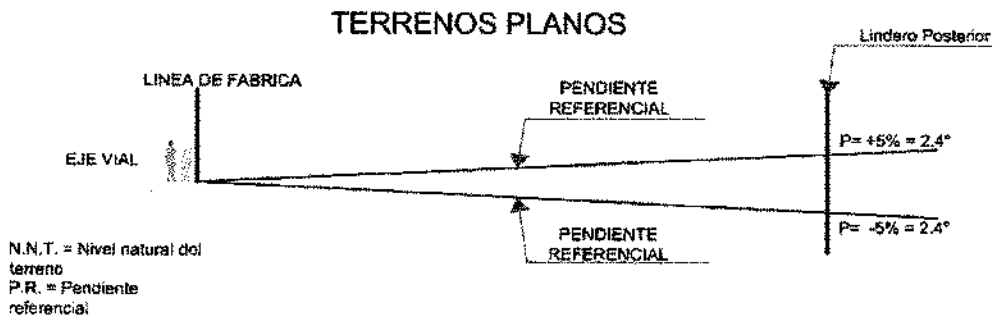 TERRENOS PLANOS
Lindero Posterior
LINEA DE FABRICA
PENDIENTE
REFERENCIAL
EJE VIAL
P= +5% = 2.4°
P= -5% = 2.4°
PENDIENTE
REFERENCIAL
N.N.T. = Nivel natural del
terreno
P.R. = Pendiente
referencial